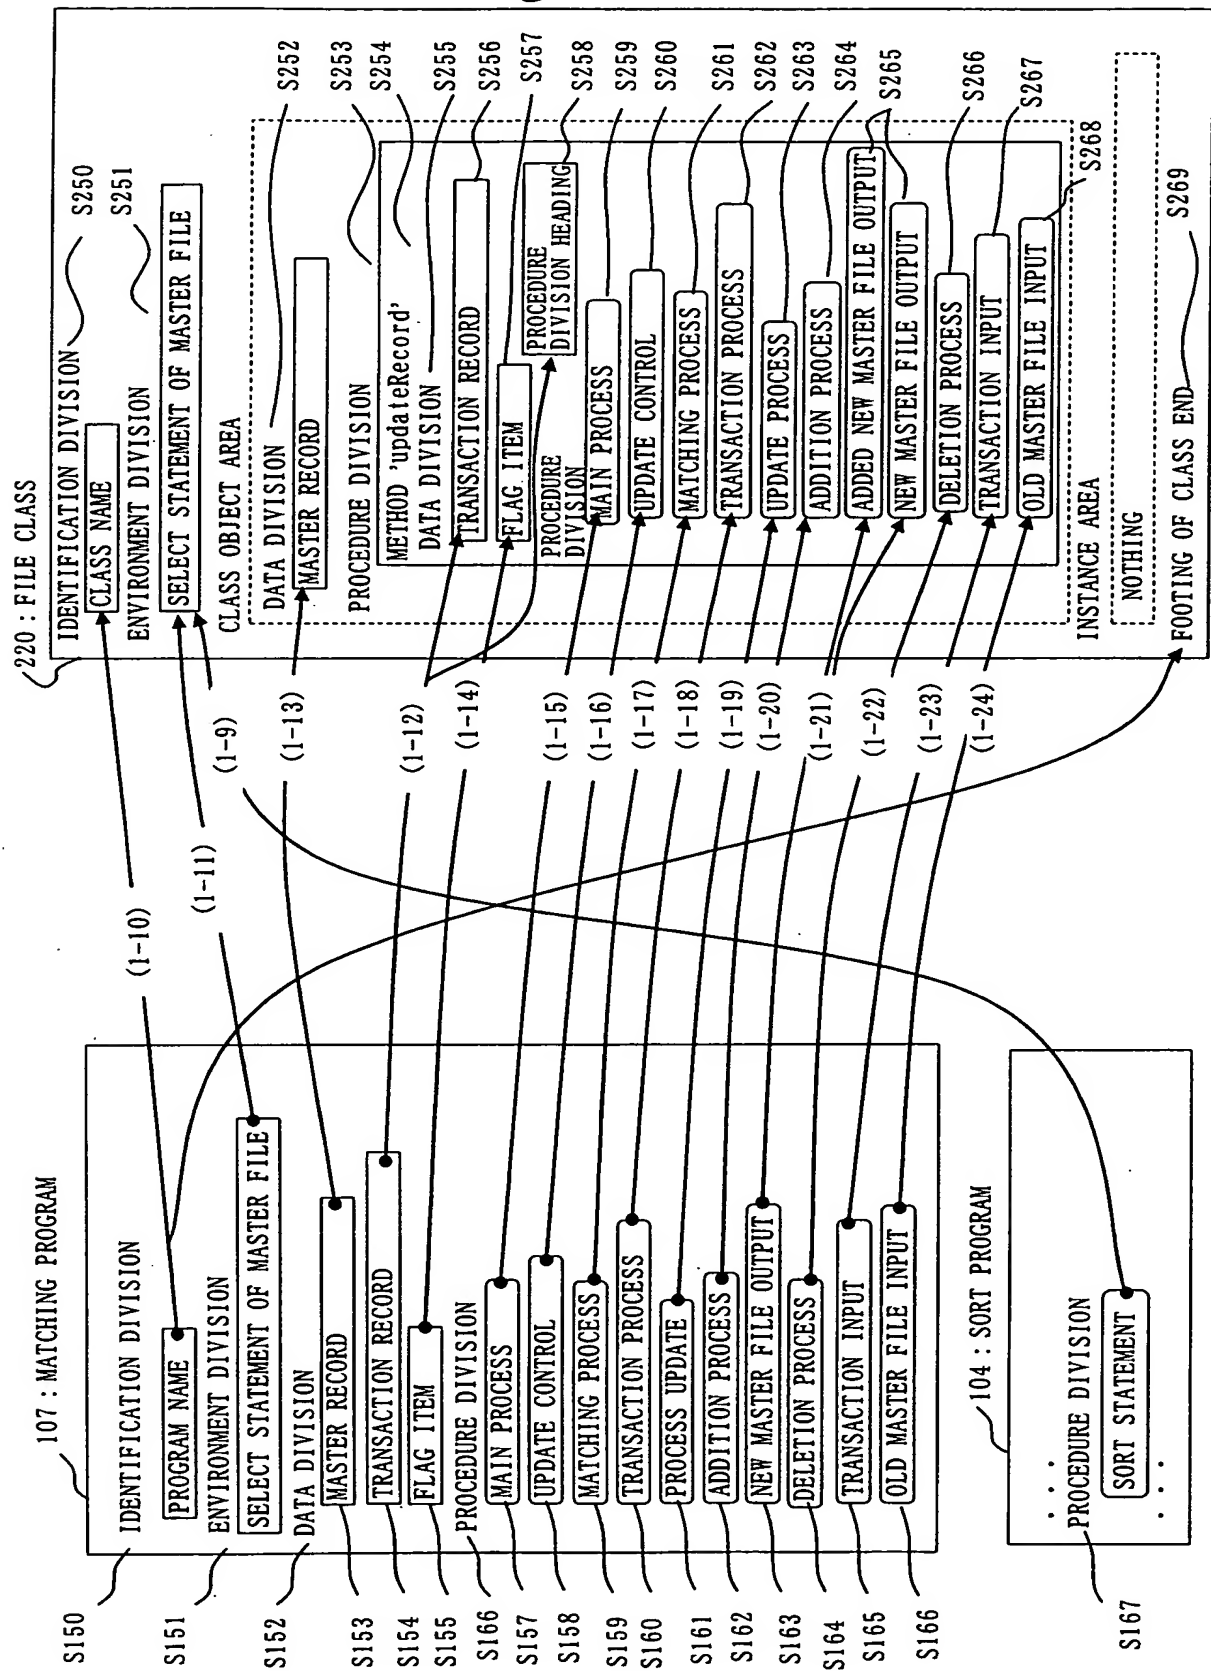 107 : MATCHING PROGRAM
S150
IDENTIFICATION DIVISION
PROGRAM NAME
S151
ENVIRONMENT DIVISION
SELECT STATEMENT OF MASTER FILE
S152
DATA DIVISION
S153
MASTER RECORD
S154
TRANSACTION RECORD
S155
FLAG ITEM
S166
PROCEDURE DIVISION
S157
MAIN PROCESS
S158
UPDATE CONTROL
S159
MATCHING PROCESS
S160
TRANSACTION PROCESS
S161
PROCESS UPDATE
S162
ADDITION PROCESS
S163
NEW MASTER FILE OUTPUT
S164
DELETION PROCESS
S165
TRANSACTION INPUT
S166
OLD MASTER FILE INPUT
104 : SORT PROGRAM
S167
PROCEDURE DIVISION
SORT STATEMENT
(1-10)
(1-11)
(1-9)
(1-13)
(1-12)
(1-14)
(1-15)
(1-16)
(1-17)
(1-18)
(1-19)
(1-20)
(1-21)
(1-22)
(1-23)
(1-24)
220 : FILE CLASS
IDENTIFICATION DIVISION
S250
CLASS NAME
ENVIRONMENT DIVISION
S251
SELECT STATEMENT OF MASTER FILE
CLASS OBJECT AREA
DATA DIVISION
S252
MASTER RECORD
PROCEDURE DIVISION
S253
METHOD 'updateRecord'
S254
DATA DIVISION
S255
TRANSACTION RECORD
S256
FLAG ITEM
S257
PROCEDURE DIVISION
PROCEDURE DIVISION HEADING
S258
MAIN PROCESS
S259
UPDATE CONTROL
S260
MATCHING PROCESS
S261
TRANSACTION PROCESS
S262
UPDATE PROCESS
S263
ADDITION PROCESS
S264
ADDED NEW MASTER FILE OUTPUT
NEW MASTER FILE OUTPUT
S265
DELETION PROCESS
S266
TRANSACTION INPUT
S267
OLD MASTER FILE INPUT
S268
INSTANCE AREA
NOTHING
FOOTING OF CLASS END
S269